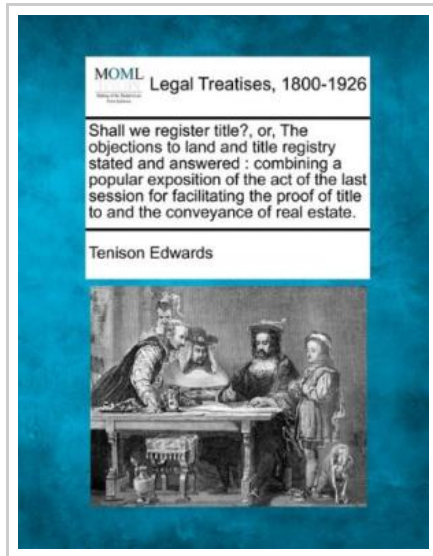 MOML
Legal Treatises, 1800-1926
Shall we register title?, or, The
objections to land and title registry
stated and answered : combining a
popular exposition of the act of the last
session for facilitating the proof of title
to and the conveyance of real estate.
Tenison Edwards